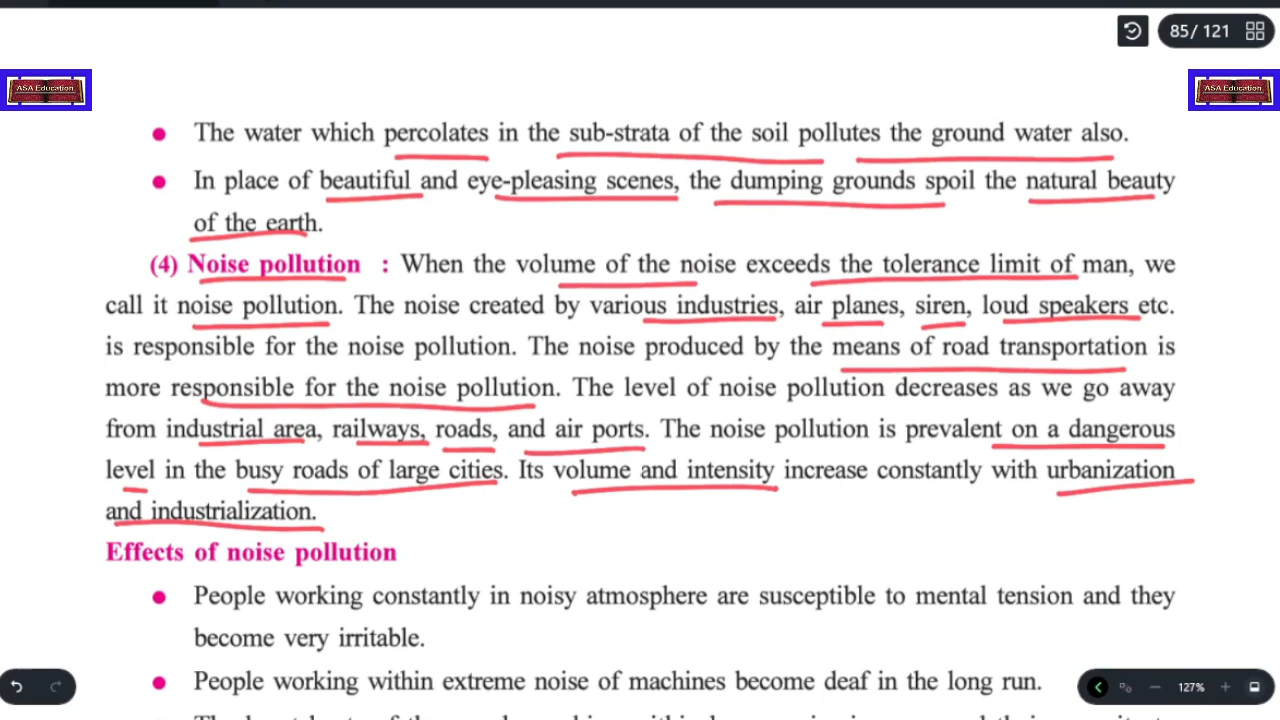 85/ 121
ASA Education
ASA Education
● The water which percolates in the sub-strata of the soil pollutes the ground water also.
● In place of beautiful and eye-pleasing scenes, the dumping grounds spoil the natural beauty
of the earth.
(4) Noise pollution : When the volume of the noise exceeds the tolerance limit of man, we
call it noise pollution. The noise created by various industries, air planes, siren, loud speakers etc.
is responsible for the noise pollution. The noise produced by the means of road transportation is
more responsible for the noise pollution. The level of noise pollution decreases as we go away
from industrial area, railways, roads, and air ports. The noise pollution is prevalent on a dangerous
level in the busy roads of large cities. Its volume and intensity increase constantly with urbanization
and industrialization.
Effects of noise pollution
● People working constantly in noisy atmosphere are susceptible to mental tension and they
become very irritable.
● People working within extreme noise of machines become deaf in the long run.
127%